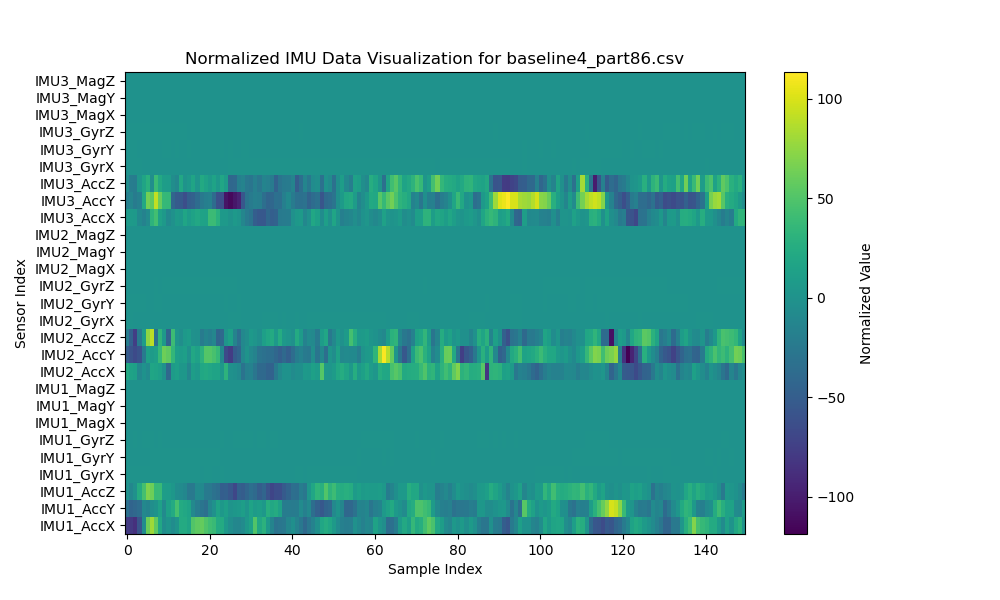 Normalized IMU Data Visualization for baseline4_part86.csv
IMU3_MagZ
IMU3_MagY
IMU3_MagX
IMU3_GyrZ
IMU3_GyrY
IMU3_GyrX
IMU3_AccZ
IMU3_AccY
IMU3_AccX
IMU2_MagZ
IMU2_MagY
IMU2_MagX
IMU2_GyrZ
IMU2_GyrY
IMU2_GyrX
IMU2_AccZ
IMU2_AccY
IMU2_AccX
IMU1_MagZ
IMU1_MagY
IMU1_MagX
IMU1_GyrZ
IMU1_GyrY
IMU1_GyrX
IMU1_AccZ
IMU1_AccY
IMU1_AccX
Sensor Index
0 20 40 60 80 100 120 140
Sample Index
100
50
0
−50
−100
Normalized Value